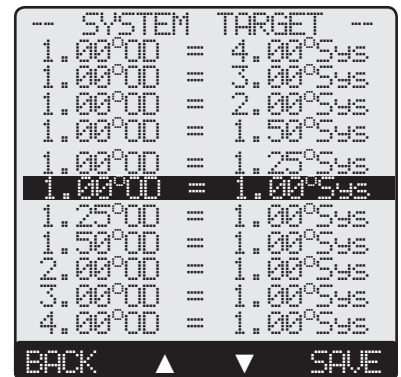 -- SYSTEM TARGET --
1.00°OD = 4.00°Sys
1.00°OD = 3.00°Sys
1.00°OD = 2.00°Sys
1.00°OD = 1.50°Sys
1.00°OD = 1.25°Sys
1.00°OD = 1.00°Sys
1.25°OD = 1.00°Sys
1.50°OD = 1.00°Sys
2.00°OD = 1.00°Sys
3.00°OD = 1.00°Sys
4.00°OD = 1.00°Sys
BACK ▲ ▼ SAVE